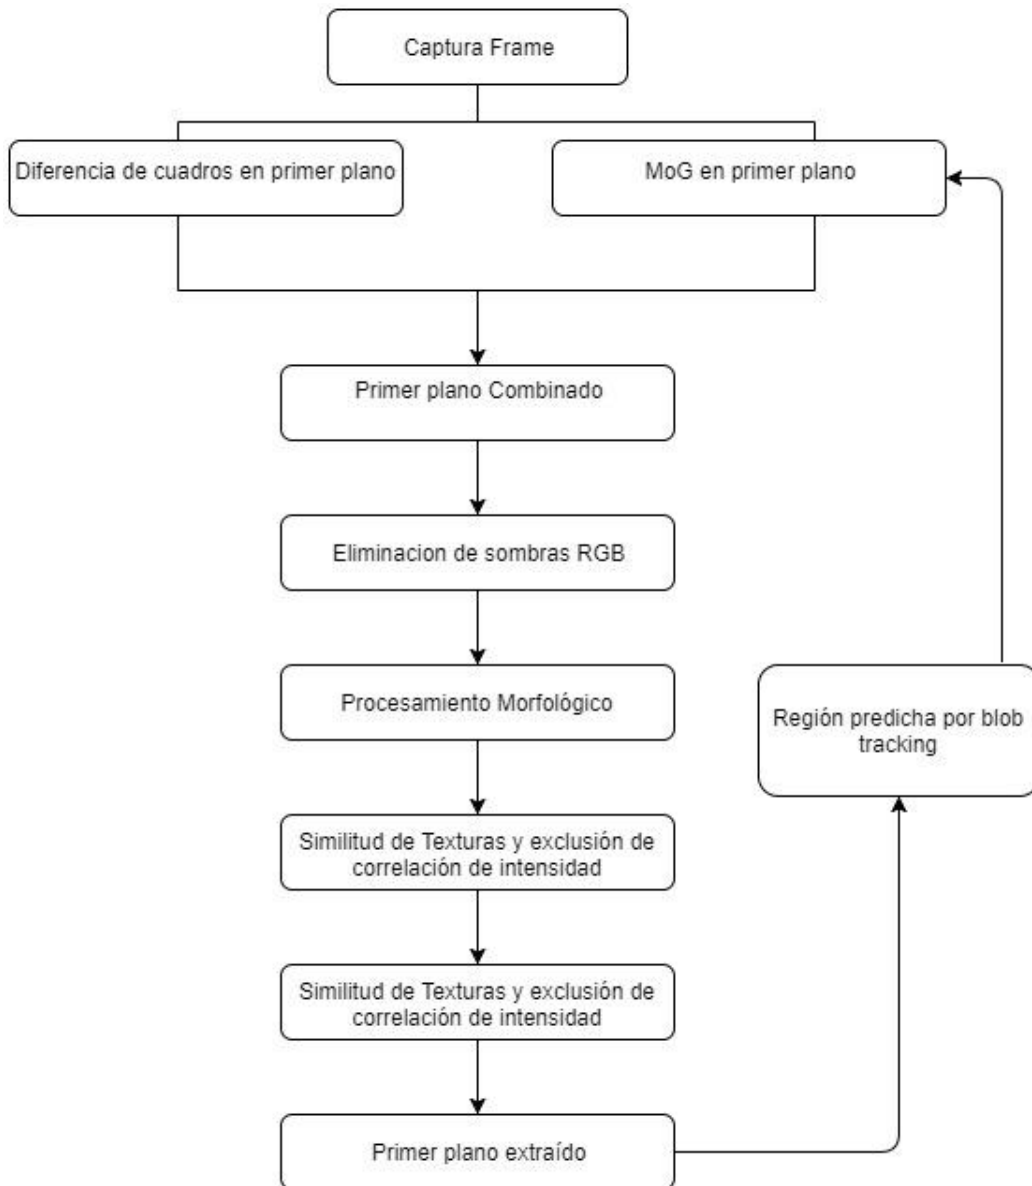 Captura Frame
Diferencia de cuadros en primer plano
MoG en primer plano
Primer plano Combinado
Eliminacion de sombras RGB
Procesamiento Morfológico
Región predicha por blob
tracking
Similitud de Texturas y exclusión de
correlación de intensidad
Similitud de Texturas y exclusión de
correlación de intensidad
Primer plano extraído